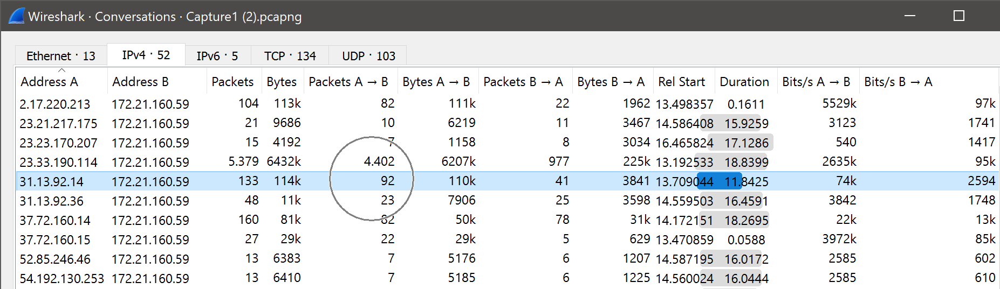 Wireshark · Conversations · Capture1 (2).pcapng
Ethernet · 13 IPv4 · 52 IPv6 · 5 TCP · 134 UDP · 103
Address A Address B Packets Bytes Packets A → B Bytes A → B Packets B → A Bytes B → A Rel Start Duration Bits/s A → B Bits/s B → A
2.17.220.213 172.21.160.59 104 113k 82 111k 22 1962 13.498357 0.1611 5529k 97k
23.21.217.175 172.21.160.59 21 9686 10 6219 11 3467 14.586408 15.9259 3123 1741
23.23.170.207 172.21.160.59 15 4192 7 1158 8 3034 16.465824 17.1286 540 1417
23.33.190.114 172.21.160.59 5.379 6432k 4.402 6207k 977 225k 13.192533 18.8399 2635k 95k
31.13.92.14 172.21.160.59 133 114k 92 110k 41 3841 13.709044 11.8425 74k 2594
31.13.92.36 172.21.160.59 48 11k 23 7906 25 3598 14.559503 16.4591 3842 1748
37.72.160.14 172.21.160.59 160 81k 82 50k 78 31k 14.172151 18.2695 22k 13k
37.72.160.15 172.21.160.59 27 29k 22 29k 5 629 13.470859 0.0588 3972k 85k
52.85.246.46 172.21.160.59 13 6383 7 5176 6 1207 14.587195 16.0172 2585 602
54.192.130.253 172.21.160.59 13 6410 7 5185 6 1225 14.560024 16.0444 2585 610